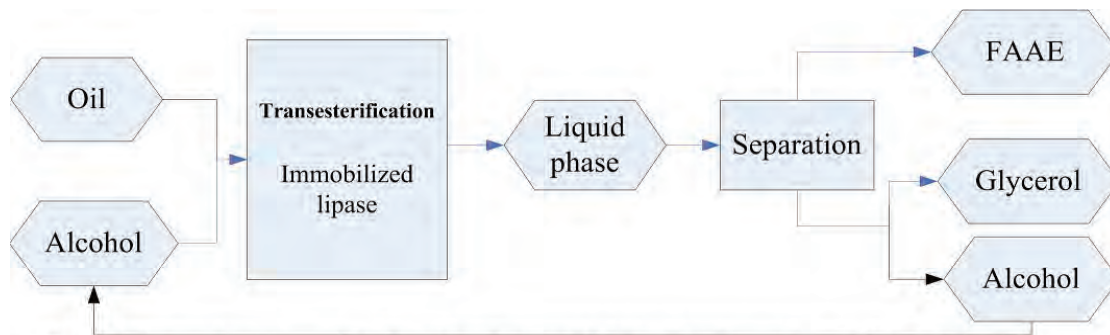 Oil
Alcohol
Transesterification
Immobilized
lipase
Liquid
phase
Separation
FAAE
Glycerol
Alcohol